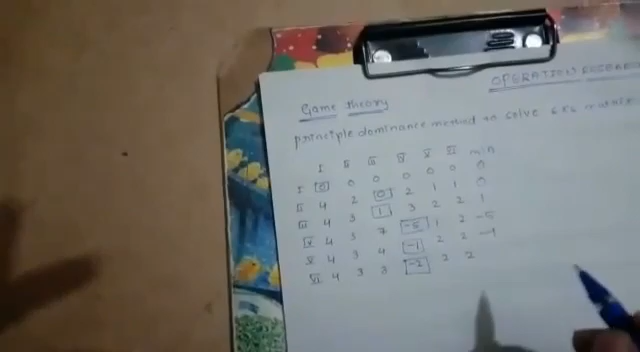 OPERATION RESEARCH
Game theory
principle dominance method to solve 6x6 matrix
I II III IV V VI min
I 0 0 0 0 0 0 0
II 4 2 0 2 1 1 0
III 4 3 1 3 2 2 1
IV 4 3 7 -5 1 2 -5
V 4 3 4 -1 2 2 -1
VI 4 3 3 -2 2 2